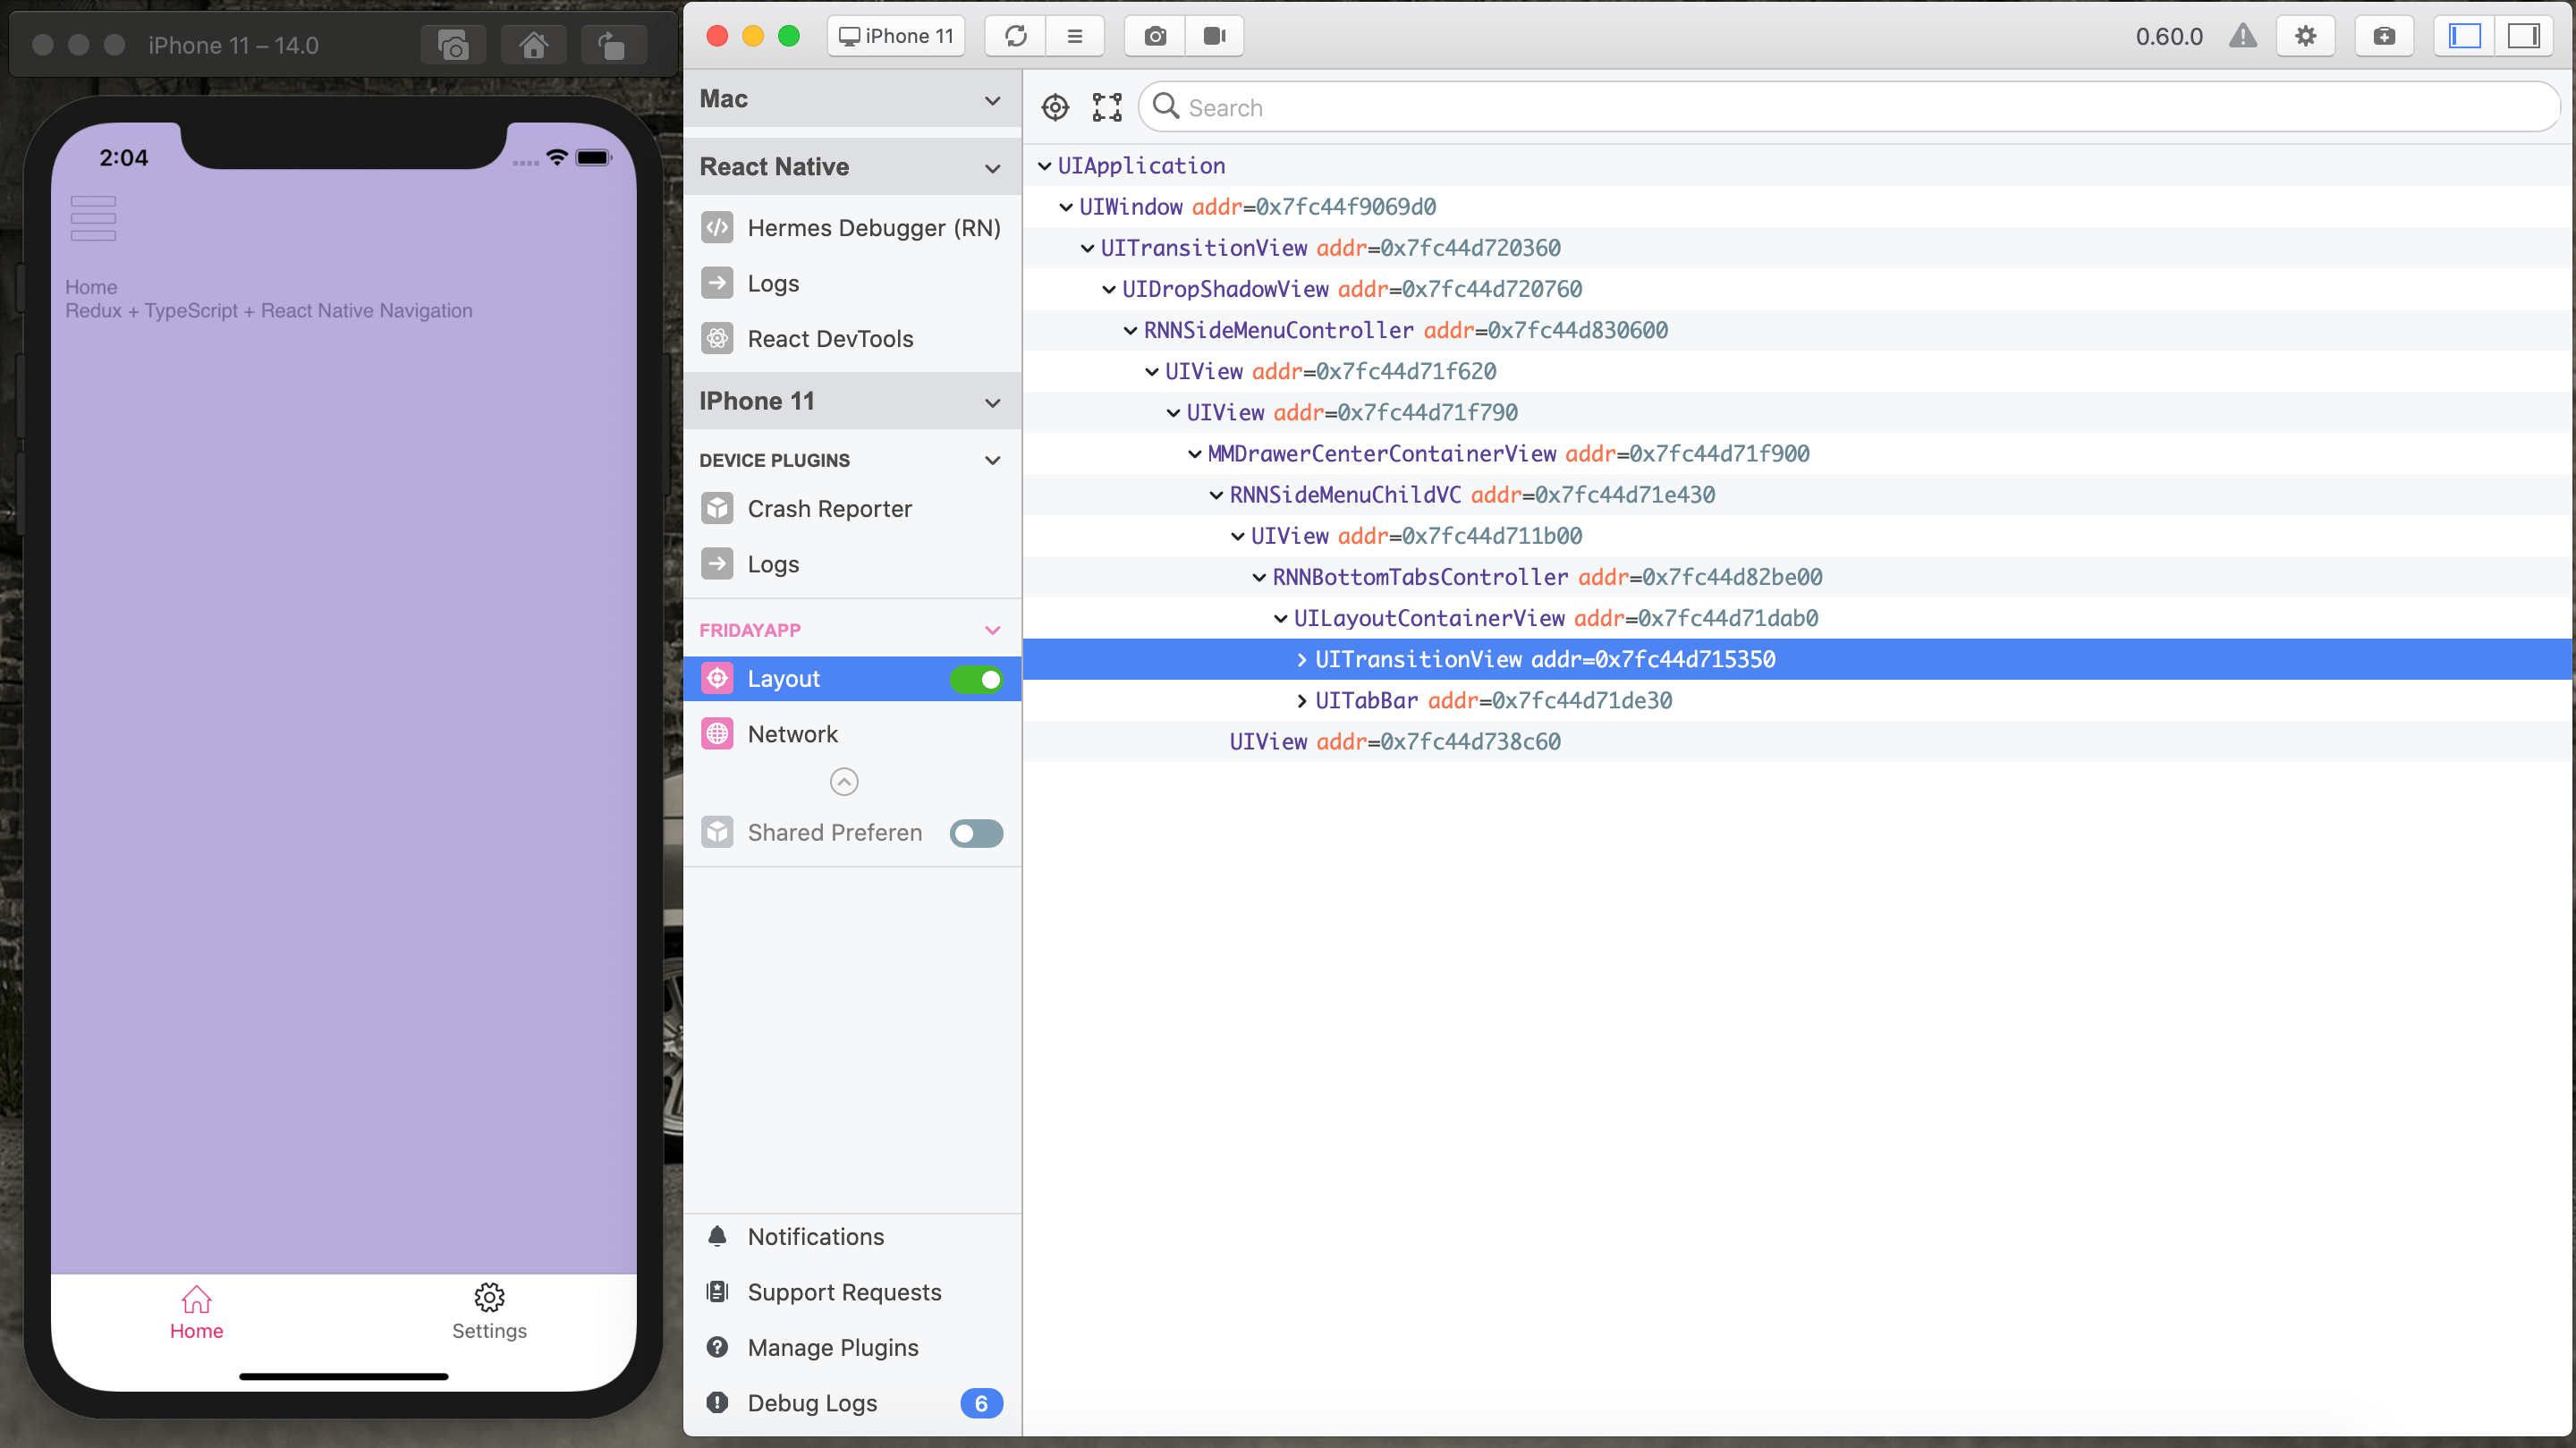 iPhone 11 – 14.0
2:04
Home
Redux + TypeScript + React Native Navigation
Home
Settings
iPhone 11
0.60.0
Mac
React Native
Hermes Debugger (RN)
Logs
React DevTools
IPhone 11
DEVICE PLUGINS
Crash Reporter
Logs
FRIDAYAPP
Layout
Network
Shared Preferen
Notifications
Support Requests
Manage Plugins
Debug Logs 6
Search
UIApplication
UIWindow addr=0x7fc44f9069d0
UITransitionView addr=0x7fc44d720360
UIDropShadowView addr=0x7fc44d720760
RNNSideMenuController addr=0x7fc44d830600
UIView addr=0x7fc44d71f620
UIView addr=0x7fc44d71f790
MMDrawerCenterContainerView addr=0x7fc44d71f900
RNNSideMenuChildVC addr=0x7fc44d71e430
UIView addr=0x7fc44d711b00
RNNBottomTabsController addr=0x7fc44d82be00
UILayoutContainerView addr=0x7fc44d71dab0
UITransitionView addr=0x7fc44d715350
UITabBar addr=0x7fc44d71de30
UIView addr=0x7fc44d738c60